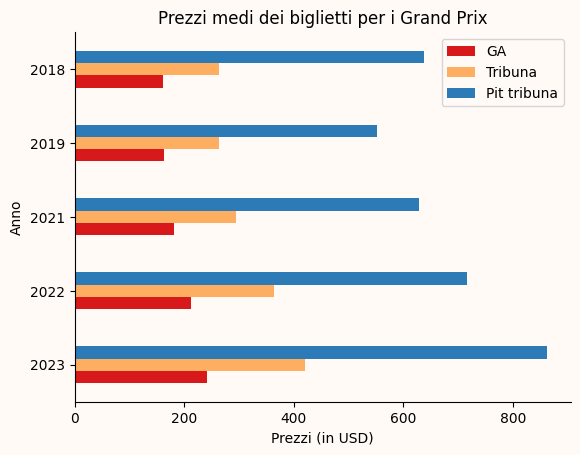 Prezzi medi dei biglietti per i Grand Prix
GA
Tribuna
Pit tribuna
Anno
2018
2019
2021
2022
2023
0 200 400 600 800
Prezzi (in USD)